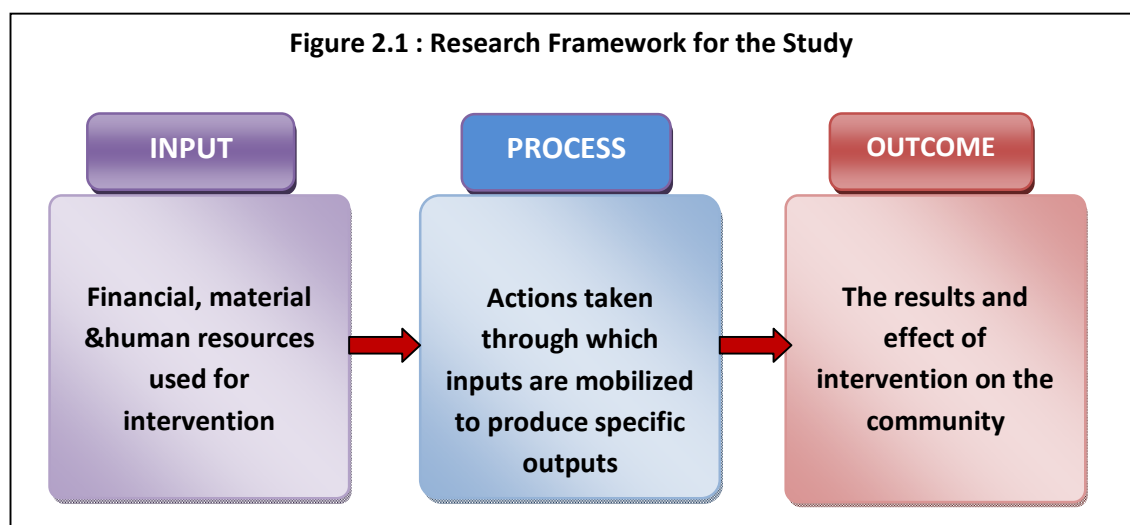 Figure 2.1 : Research Framework for the Study
INPUT
Financial, material
&human resources
used for
intervention
PROCESS
Actions taken
through which
inputs are mobilized
to produce specific
outputs
OUTCOME
The results and
effect of
intervention on the
community